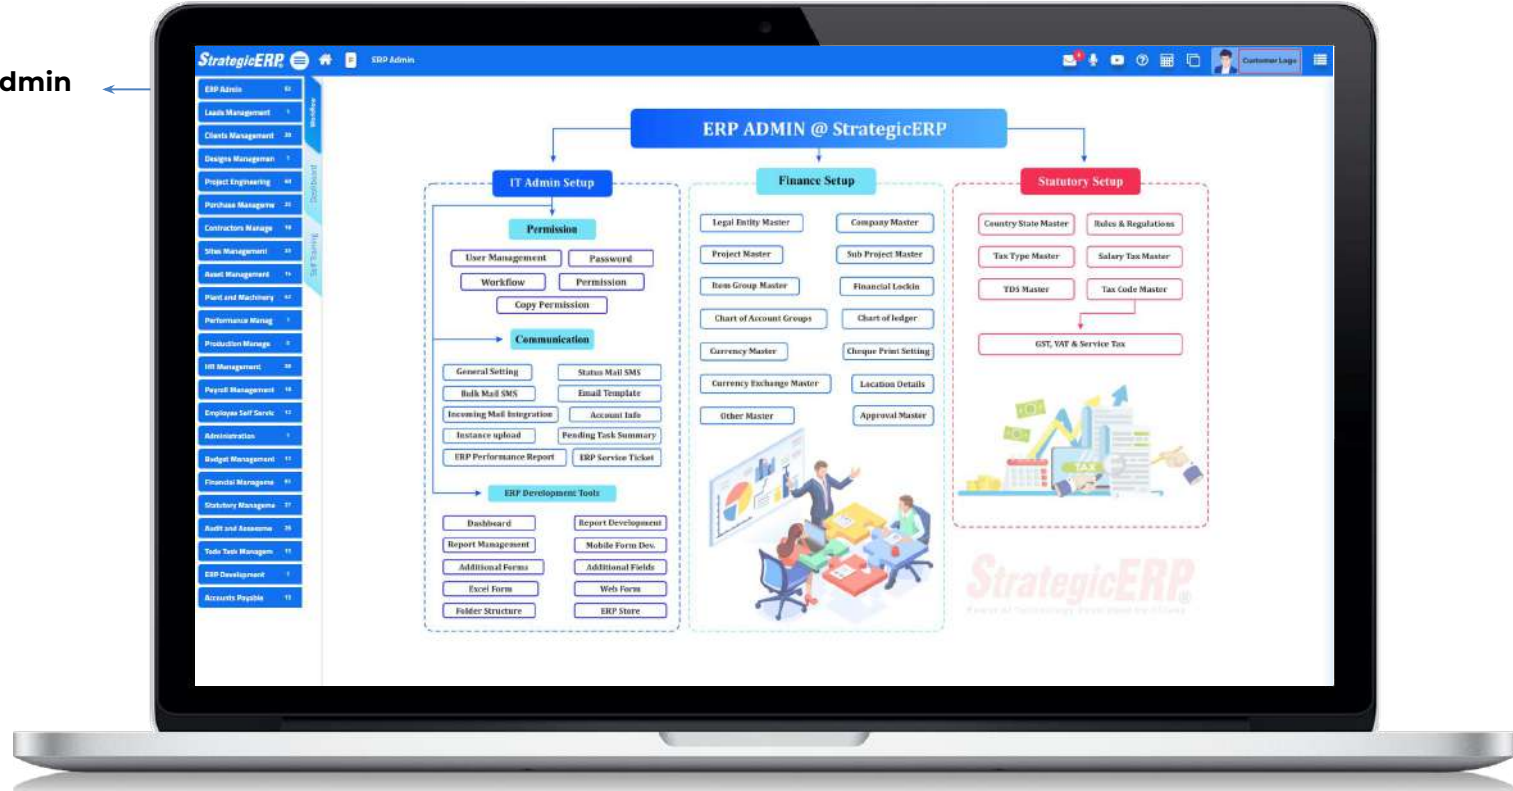 StrategicERP
ERP Admin
Customer Logo
dmin
ERP Admin
Leads Management
Clients Management
Designs Managemen
Project Engineering
Purchase Manageme
Contractors Manage
Sites Management
Asset Management
Plant and Machinery
Performance Manag
Production Manage
HR Management
Payroll Management
Employee Self Servic
Administration
Budget Management
Financial Manageme
Statutory Manageme
Audit and Assessme
Todo Task Managem
ERP Development
Accounts Payable
Workflow
Dashboard
Self Training
ERP ADMIN @ StrategicERP
IT Admin Setup
Permission
User Management Password
Workflow Permission
Copy Permission
Communication
General Setting Status Mail SMS
Bulk Mail SMS Email Template
Incoming Mail Integration Account Info
Instance upload Pending Task Summary
ERP Performance Report ERP Service Ticket
ERP Development Tools
Dashboard Report Development
Report Management Mobile Form Dev.
Additional Forms Additional Fields
Excel Form Web Form
Folder Structure ERP Store
Finance Setup
Legal Entity Master Company Master
Project Master Sub Project Master
Item Group Master Financial Lockin
Chart of Account Groups Chart of ledger
Currency Master Cheque Print Setting
Currency Exchange Master Location Details
Other Master Approval Master
Statutory Setup
Country State Master Rules & Regulations
Tax Type Master Salary Tax Master
TDS Master Tax Code Master
GST, VAT & Service Tax
TAX
StrategicERP®